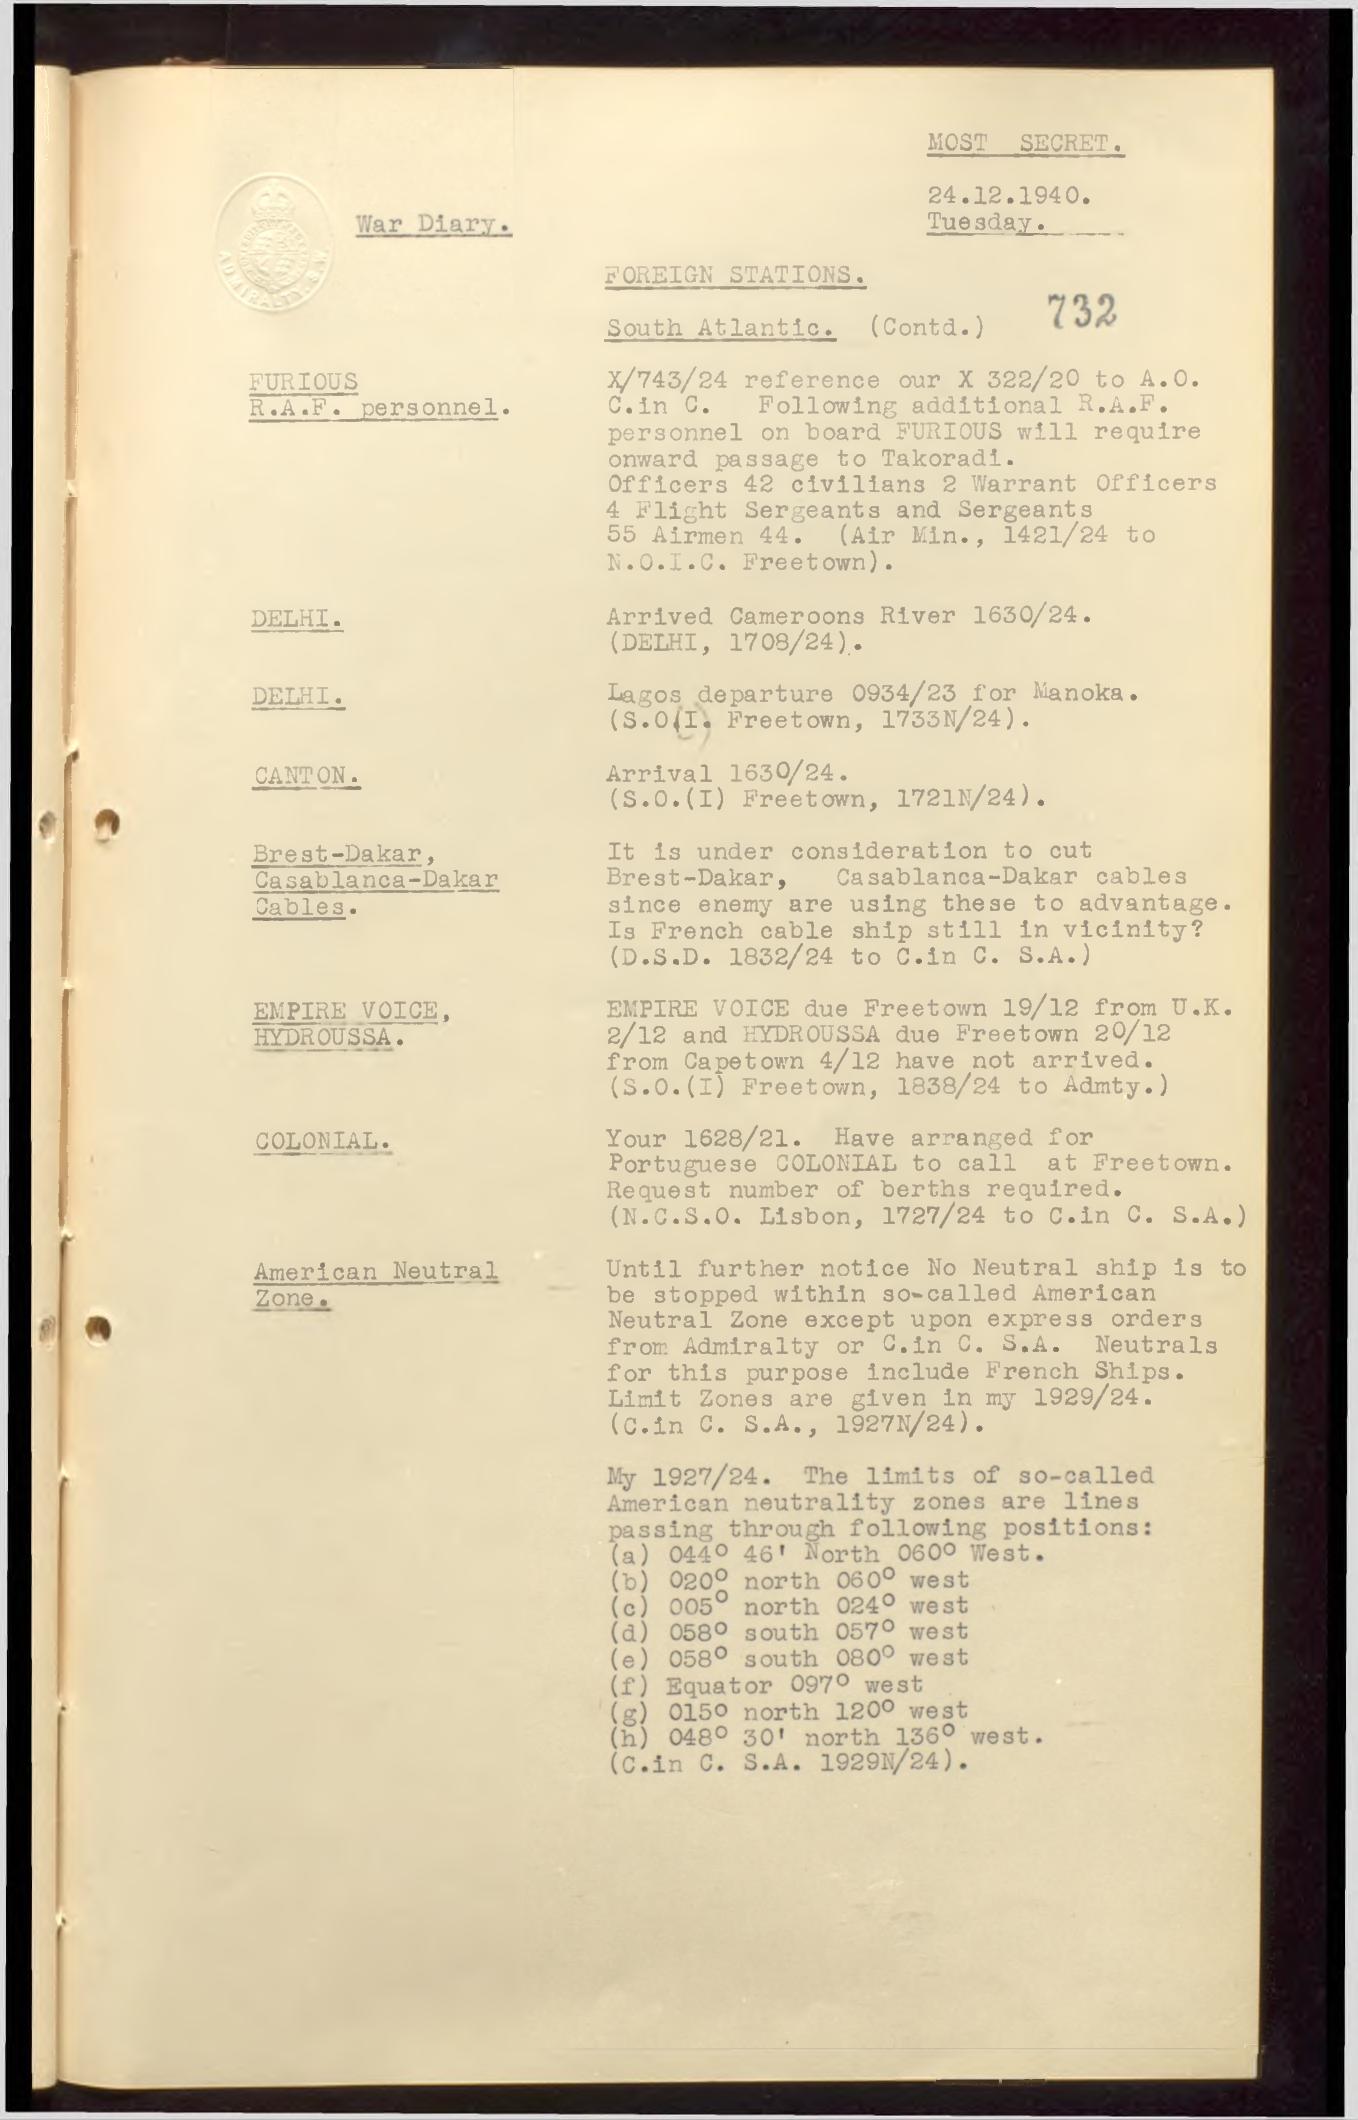 MOST SECRET.
24.12.1940.
Tuesday.
War Diary.
ADMIRALTY. S.W.
FOREIGN STATIONS.
732
South Atlantic. (Contd.)
FURIOUS
R.A.F. personnel.
X/743/24 reference our X 322/20 to A.O.
C.in C. Following additional R.A.F.
personnel on board FURIOUS will require
onward passage to Takoradi.
Officers 42 civilians 2 Warrant Officers
4 Flight Sergeants and Sergeants
55 Airmen 44. (Air Min., 1421/24 to
N.O.I.C. Freetown).
DELHI.
Arrived Cameroons River 1630/24.
(DELHI, 1708/24).
DELHI.
Lagos departure 0934/23 for Manoka.
(S.O(I. Freetown, 1733N/24).
CANTON.
Arrival 1630/24.
(S.O.(I) Freetown, 1721N/24).
Brest-Dakar,
Casablanca-Dakar
Cables.
It is under consideration to cut
Brest-Dakar, Casablanca-Dakar cables
since enemy are using these to advantage.
Is French cable ship still in vicinity?
(D.S.D. 1832/24 to C.in C. S.A.)
EMPIRE VOICE,
HYDROUSSA.
EMPIRE VOICE due Freetown 19/12 from U.K.
2/12 and HYDROUSSA due Freetown 20/12
from Capetown 4/12 have not arrived.
(S.O.(I) Freetown, 1838/24 to Admty.)
COLONIAL.
Your 1628/21. Have arranged for
Portuguese COLONIAL to call at Freetown.
Request number of berths required.
(N.C.S.O. Lisbon, 1727/24 to C.in C. S.A.)
American Neutral
Zone.
Until further notice No Neutral ship is to
be stopped within so-called American
Neutral Zone except upon express orders
from Admiralty or C.in C. S.A. Neutrals
for this purpose include French Ships.
Limit Zones are given in my 1929/24.
(C.in C. S.A., 1927N/24).
My 1927/24. The limits of so-called
American neutrality zones are lines
passing through following positions:
(a) 044° 46' North 060° West.
(b) 020° north 060° west
(c) 005° north 024° west
(d) 058° south 057° west
(e) 058° south 080° west
(f) Equator 097° west
(g) 015° north 120° west
(h) 048° 30' north 136° west.
(C.in C. S.A. 1929N/24).